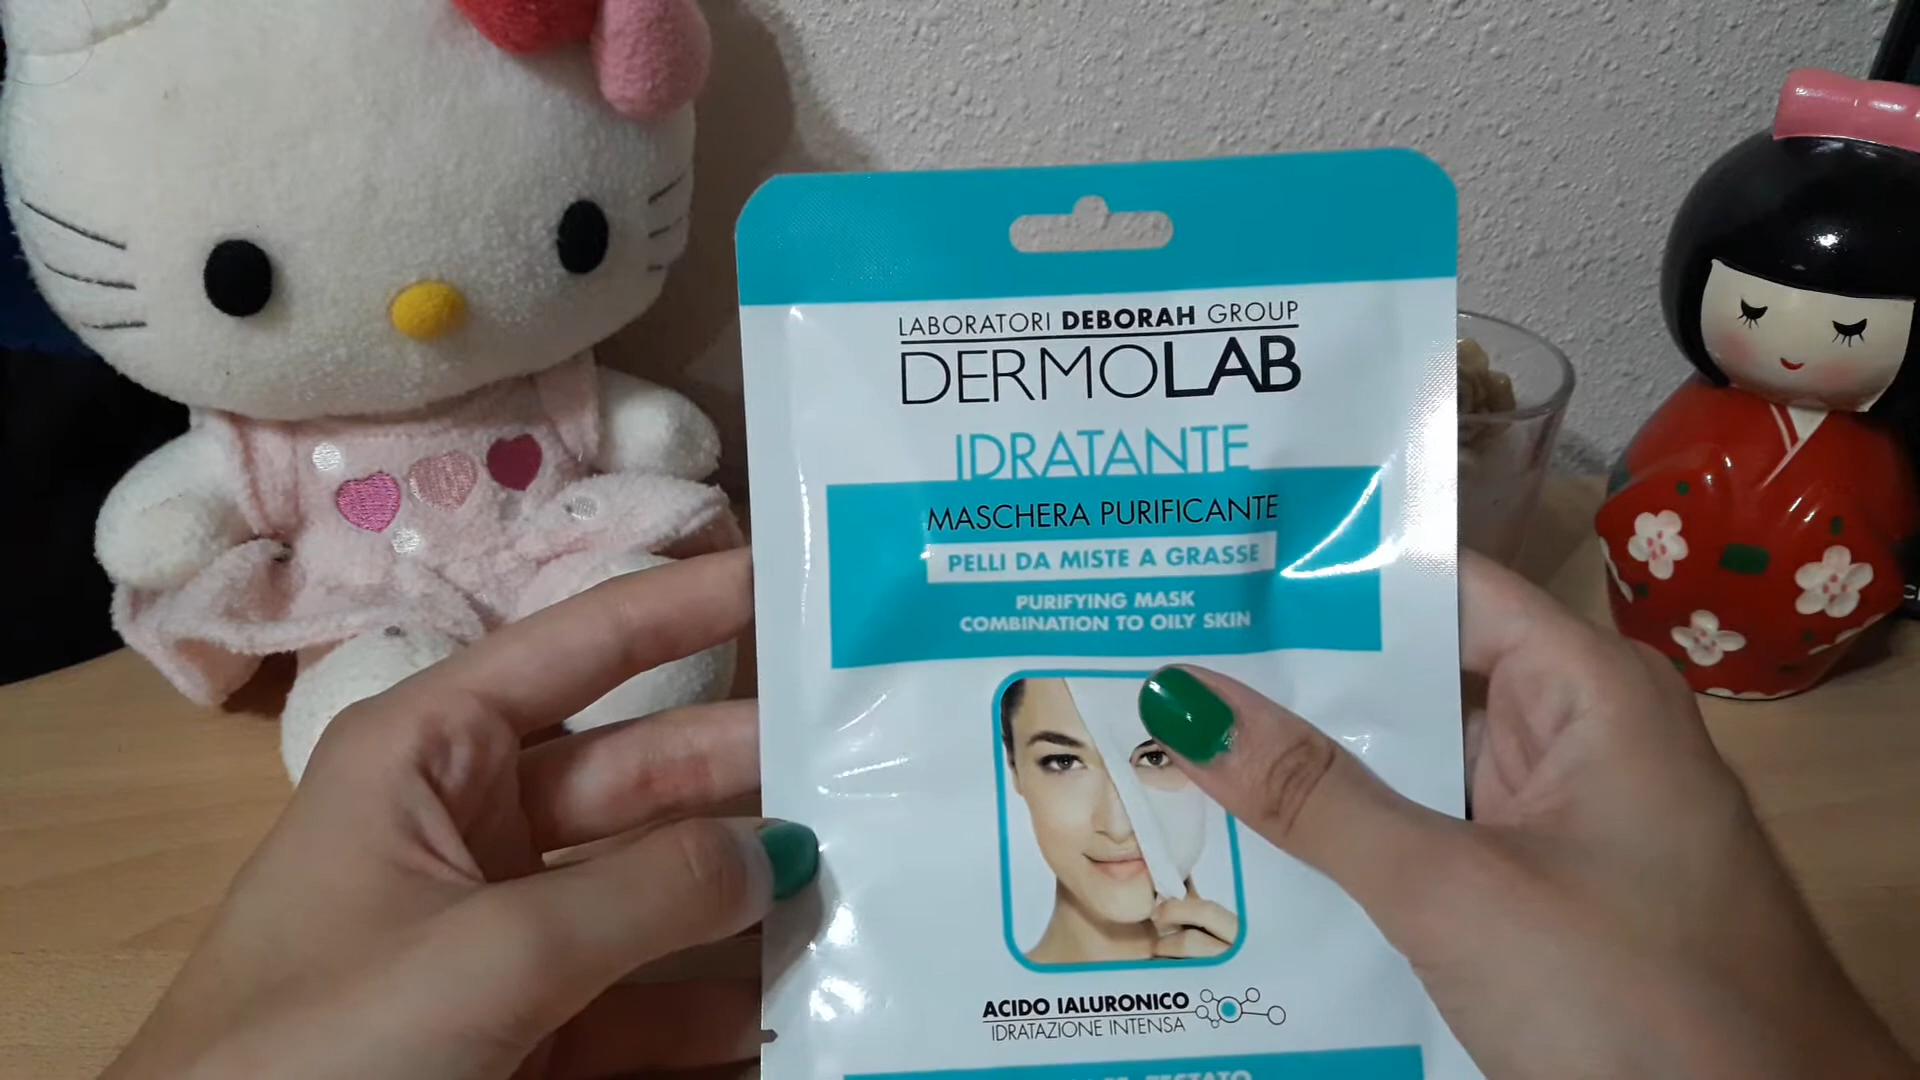 LABORATORI DEBORAH GROUP
DERMOLAB
IDRATANTE
MASCHERA PURIFICANTE
PELLI DA MISTE A GRASSE
PURIFYING MASK
COMBINATION TO OILY SKIN
ACIDO IALURONICO
IDRATAZIONE INTENSA
TESTATO